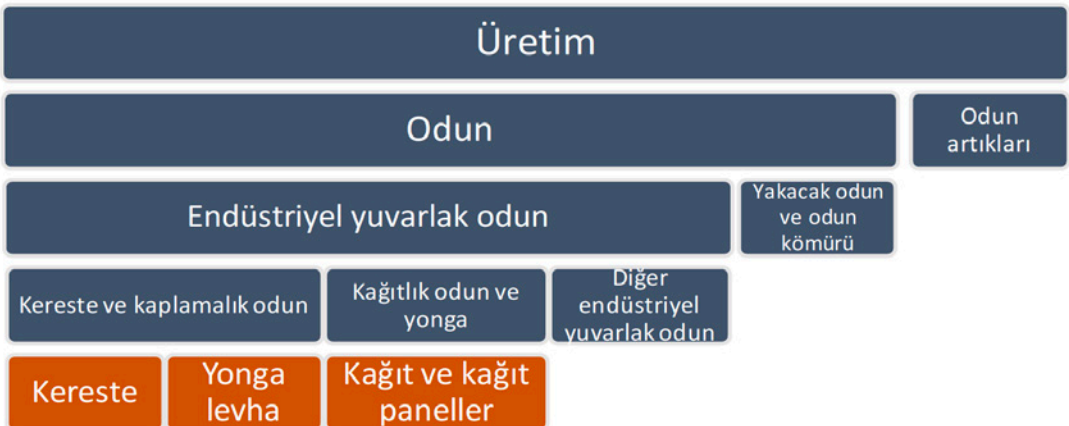 Üretim
Odun
Odun
artıkları
Endüstriyel yuvarlak odun
Yakacak odun
ve odun
kömürü
Kereste ve kaplamalık odun
Kağıtlık odun ve
yonga
Diğer
endüstriyel
yuvarlak odun
Kereste
Yonga
levha
Kağıt ve kağıt
paneller